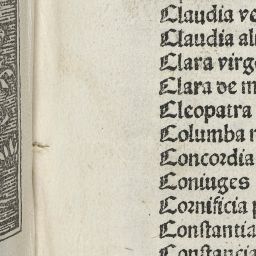 Claudia ve
Claudia al
Clara virg
Clara de m
Cleopatra
Columba
Concordia
Coniuges
Cornificia
Constantia
Constancia